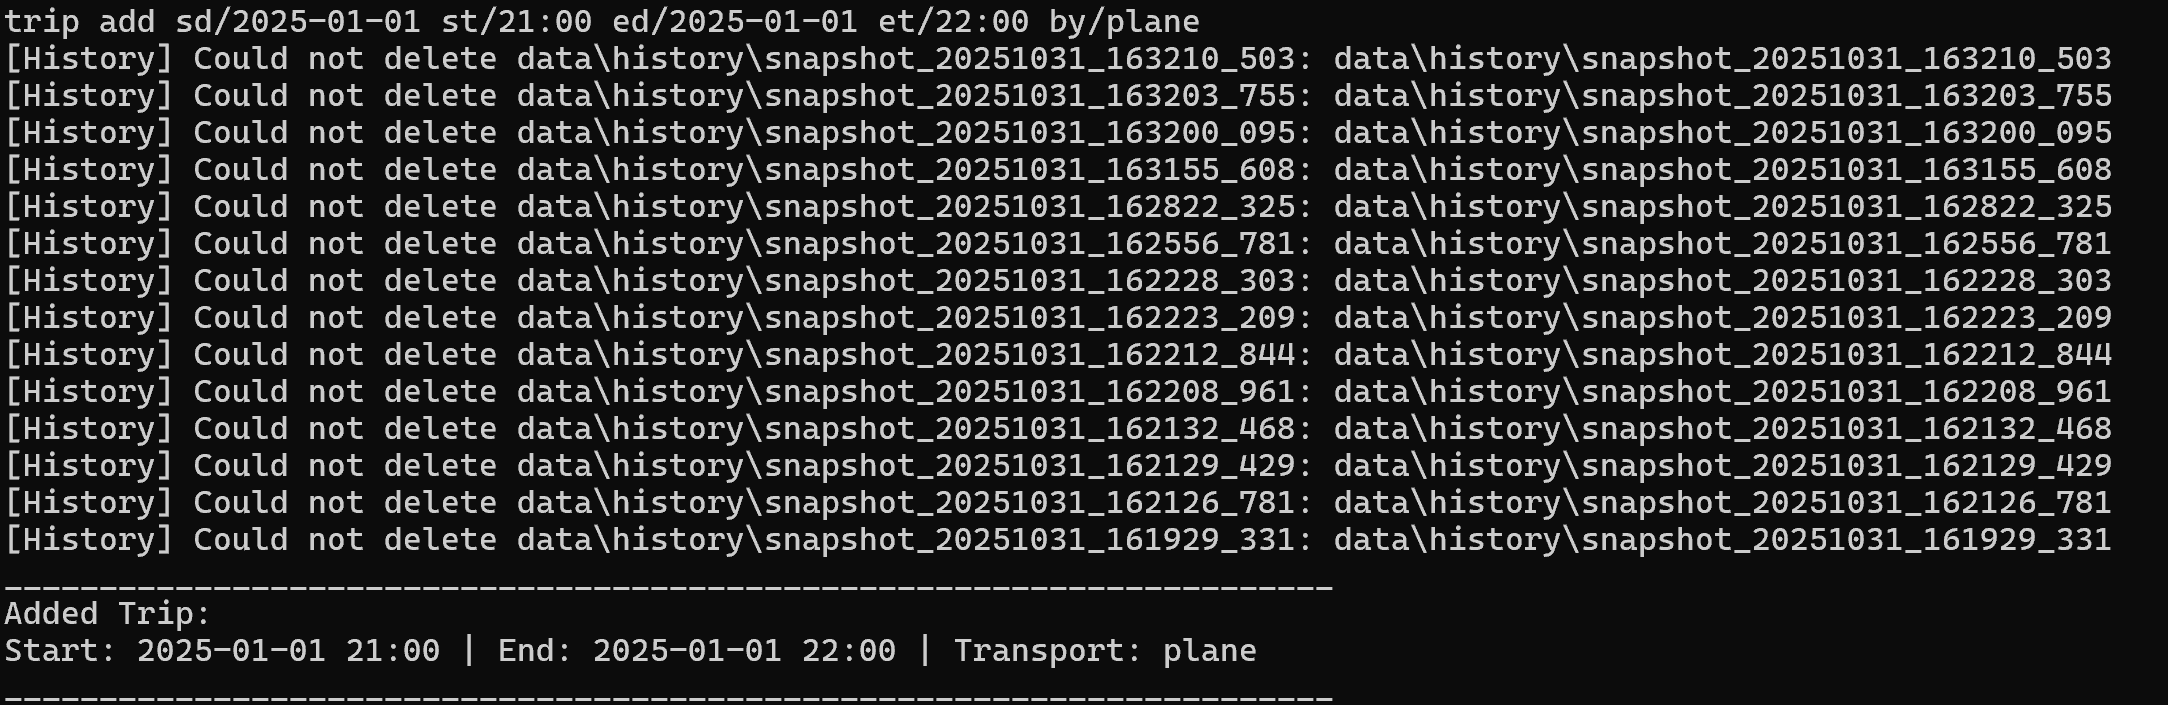 trip add sd/2025-01-01 st/21:00 ed/2025-01-01 et/22:00 by/plane
[History] Could not delete data\history\snapshot_20251031_163210_503: data\history\snapshot_20251031_163210_503
[History] Could not delete data\history\snapshot_20251031_163203_755: data\history\snapshot_20251031_163203_755
[History] Could not delete data\history\snapshot_20251031_163200_095: data\history\snapshot_20251031_163200_095
[History] Could not delete data\history\snapshot_20251031_163155_608: data\history\snapshot_20251031_163155_608
[History] Could not delete data\history\snapshot_20251031_162822_325: data\history\snapshot_20251031_162822_325
[History] Could not delete data\history\snapshot_20251031_162556_781: data\history\snapshot_20251031_162556_781
[History] Could not delete data\history\snapshot_20251031_162228_303: data\history\snapshot_20251031_162228_303
[History] Could not delete data\history\snapshot_20251031_162223_209: data\history\snapshot_20251031_162223_209
[History] Could not delete data\history\snapshot_20251031_162212_844: data\history\snapshot_20251031_162212_844
[History] Could not delete data\history\snapshot_20251031_162208_961: data\history\snapshot_20251031_162208_961
[History] Could not delete data\history\snapshot_20251031_162132_468: data\history\snapshot_20251031_162132_468
[History] Could not delete data\history\snapshot_20251031_162129_429: data\history\snapshot_20251031_162129_429
[History] Could not delete data\history\snapshot_20251031_162126_781: data\history\snapshot_20251031_162126_781
[History] Could not delete data\history\snapshot_20251031_161929_331: data\history\snapshot_20251031_161929_331
______________________________________________________________________
Added Trip:
Start: 2025-01-01 21:00 | End: 2025-01-01 22:00 | Transport: plane
______________________________________________________________________